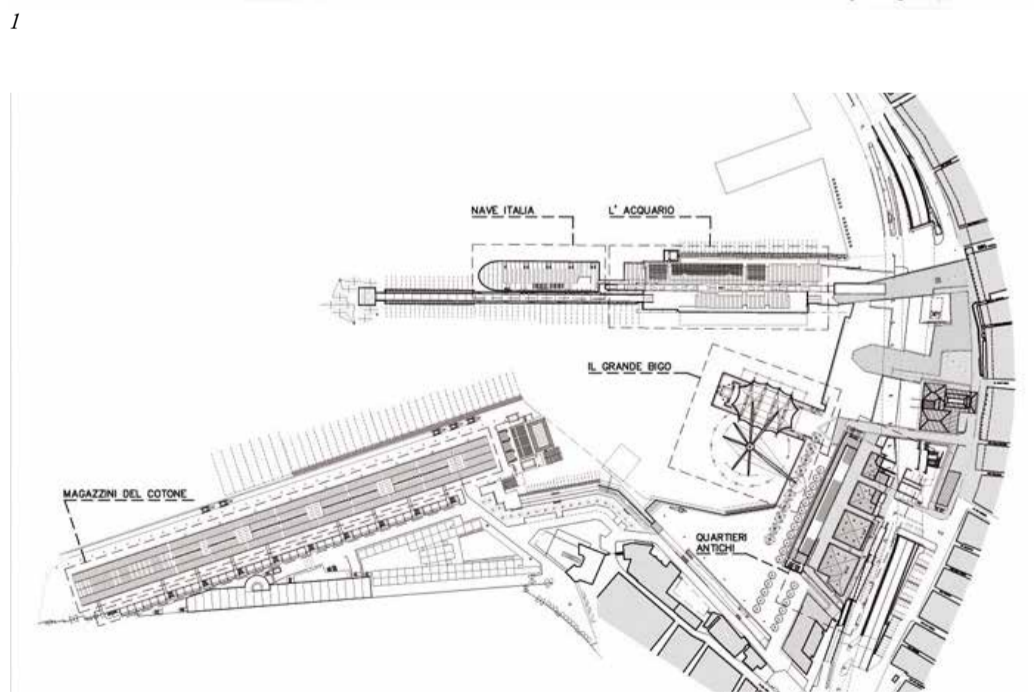 1
NAVE ITALIA
L' ACQUARIO
IL GRANDE BIGO
MAGAZZINI DEL COTONE
QUARTIERI
ANTICHI